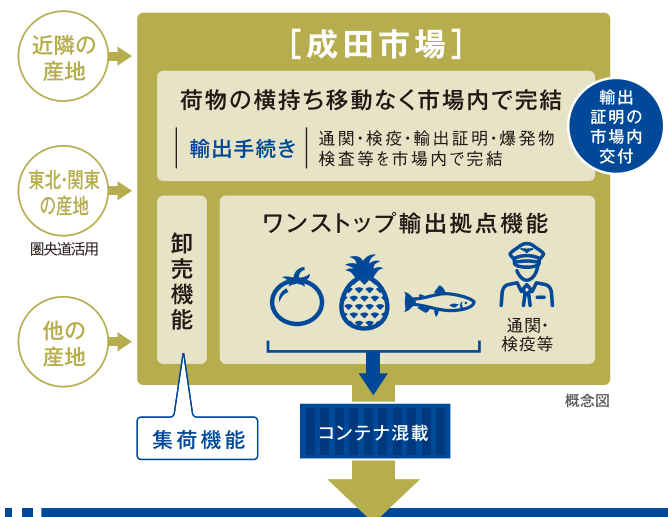 近隣の
産地
東北・関東
の産地
圏央道活用
他の
産地
［成田市場］
荷物の横持ち移動なく市場内で完結
輸出手続き
通関・検疫・輸出証明・爆発物
検査等を市場内で完結
輸出
証明の
市場内
交付
卸売機能
ワンストップ輸出拠点機能
通関・
検疫等
集荷機能
コンテナ混載
概念図